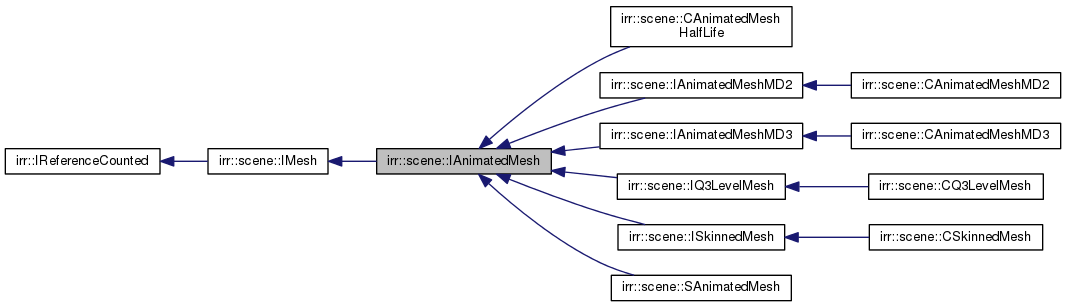 irr::scene::CAnimatedMesh
HalfLife
irr::scene::IAnimatedMeshMD2
irr::scene::CAnimatedMeshMD2
irr::scene::IAnimatedMeshMD3
irr::scene::CAnimatedMeshMD3
irr::IReferenceCounted
irr::scene::IMesh
irr::scene::IAnimatedMesh
irr::scene::IQ3LevelMesh
irr::scene::CQ3LevelMesh
irr::scene::ISkinnedMesh
irr::scene::CSkinnedMesh
irr::scene::SAnimatedMesh